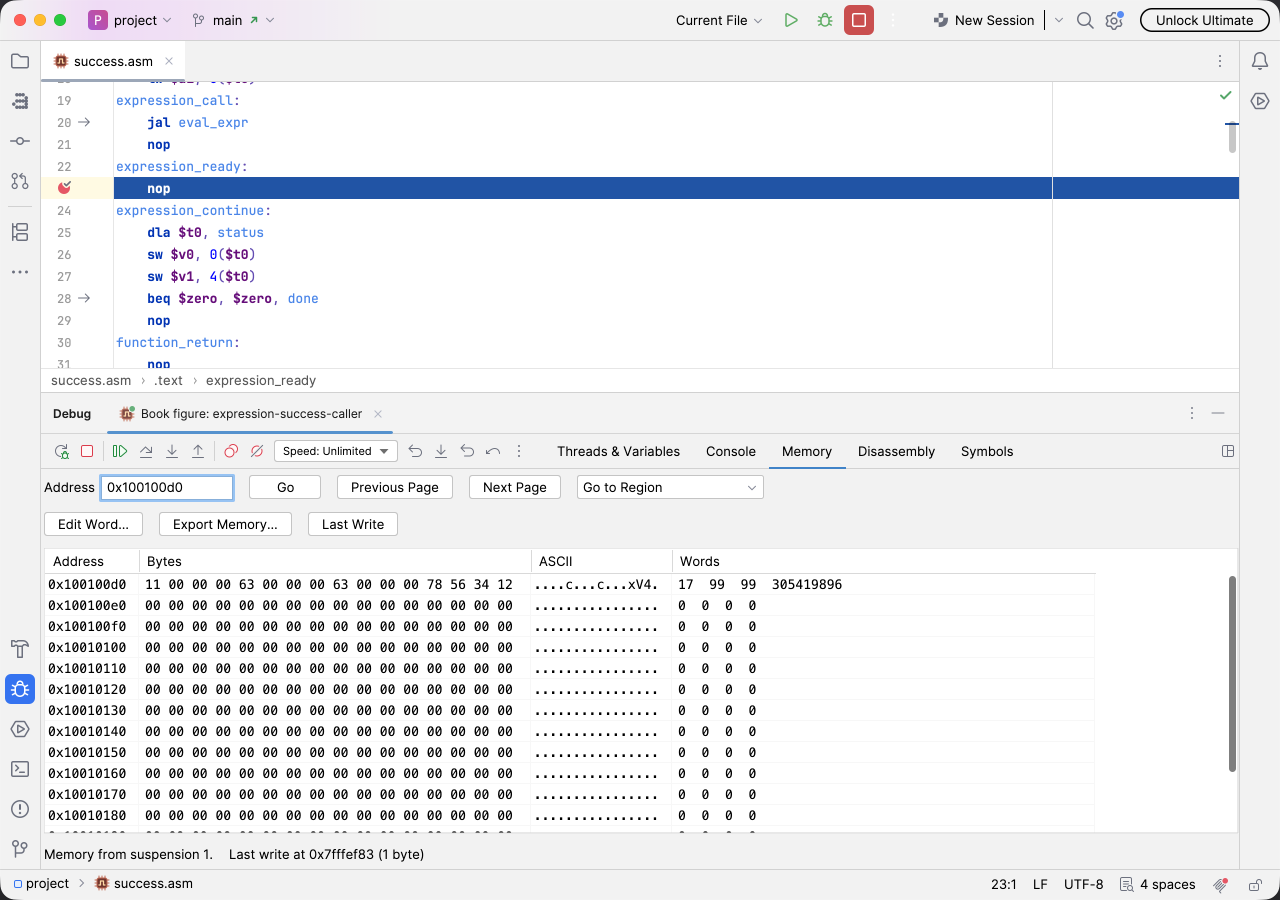 P project main Current File New Session Unlock Ultimate
success.asm
19 expression_call:
20 jal eval_expr
21 nop
22 expression_ready:
nop
24 expression_continue:
25 dla $t0, status
26 sw $v0, 0($t0)
27 sw $v1, 4($t0)
28 beq $zero, $zero, done
29 nop
30 function_return:
31 nop
success.asm › .text › expression_ready
Debug Book figure: expression-success-caller
Speed: Unlimited Threads & Variables Console Memory Disassembly Symbols
Address 0x100100d0 Go Previous Page Next Page Go to Region
Edit Word... Export Memory... Last Write
Address Bytes ASCII Words
0x100100d0 11 00 00 00 63 00 00 00 63 00 00 00 78 56 34 12 ....c...c...xV4. 17 99 99 305419896
0x100100e0 00 00 00 00 00 00 00 00 00 00 00 00 00 00 00 00 ................ 0 0 0 0
0x100100f0 00 00 00 00 00 00 00 00 00 00 00 00 00 00 00 00 ................ 0 0 0 0
0x10010100 00 00 00 00 00 00 00 00 00 00 00 00 00 00 00 00 ................ 0 0 0 0
0x10010110 00 00 00 00 00 00 00 00 00 00 00 00 00 00 00 00 ................ 0 0 0 0
0x10010120 00 00 00 00 00 00 00 00 00 00 00 00 00 00 00 00 ................ 0 0 0 0
0x10010130 00 00 00 00 00 00 00 00 00 00 00 00 00 00 00 00 ................ 0 0 0 0
0x10010140 00 00 00 00 00 00 00 00 00 00 00 00 00 00 00 00 ................ 0 0 0 0
0x10010150 00 00 00 00 00 00 00 00 00 00 00 00 00 00 00 00 ................ 0 0 0 0
0x10010160 00 00 00 00 00 00 00 00 00 00 00 00 00 00 00 00 ................ 0 0 0 0
0x10010170 00 00 00 00 00 00 00 00 00 00 00 00 00 00 00 00 ................ 0 0 0 0
0x10010180 00 00 00 00 00 00 00 00 00 00 00 00 00 00 00 00 ................ 0 0 0 0
Memory from suspension 1. Last write at 0x7fffef83 (1 byte)
project › success.asm 23:1 LF UTF-8 4 spaces